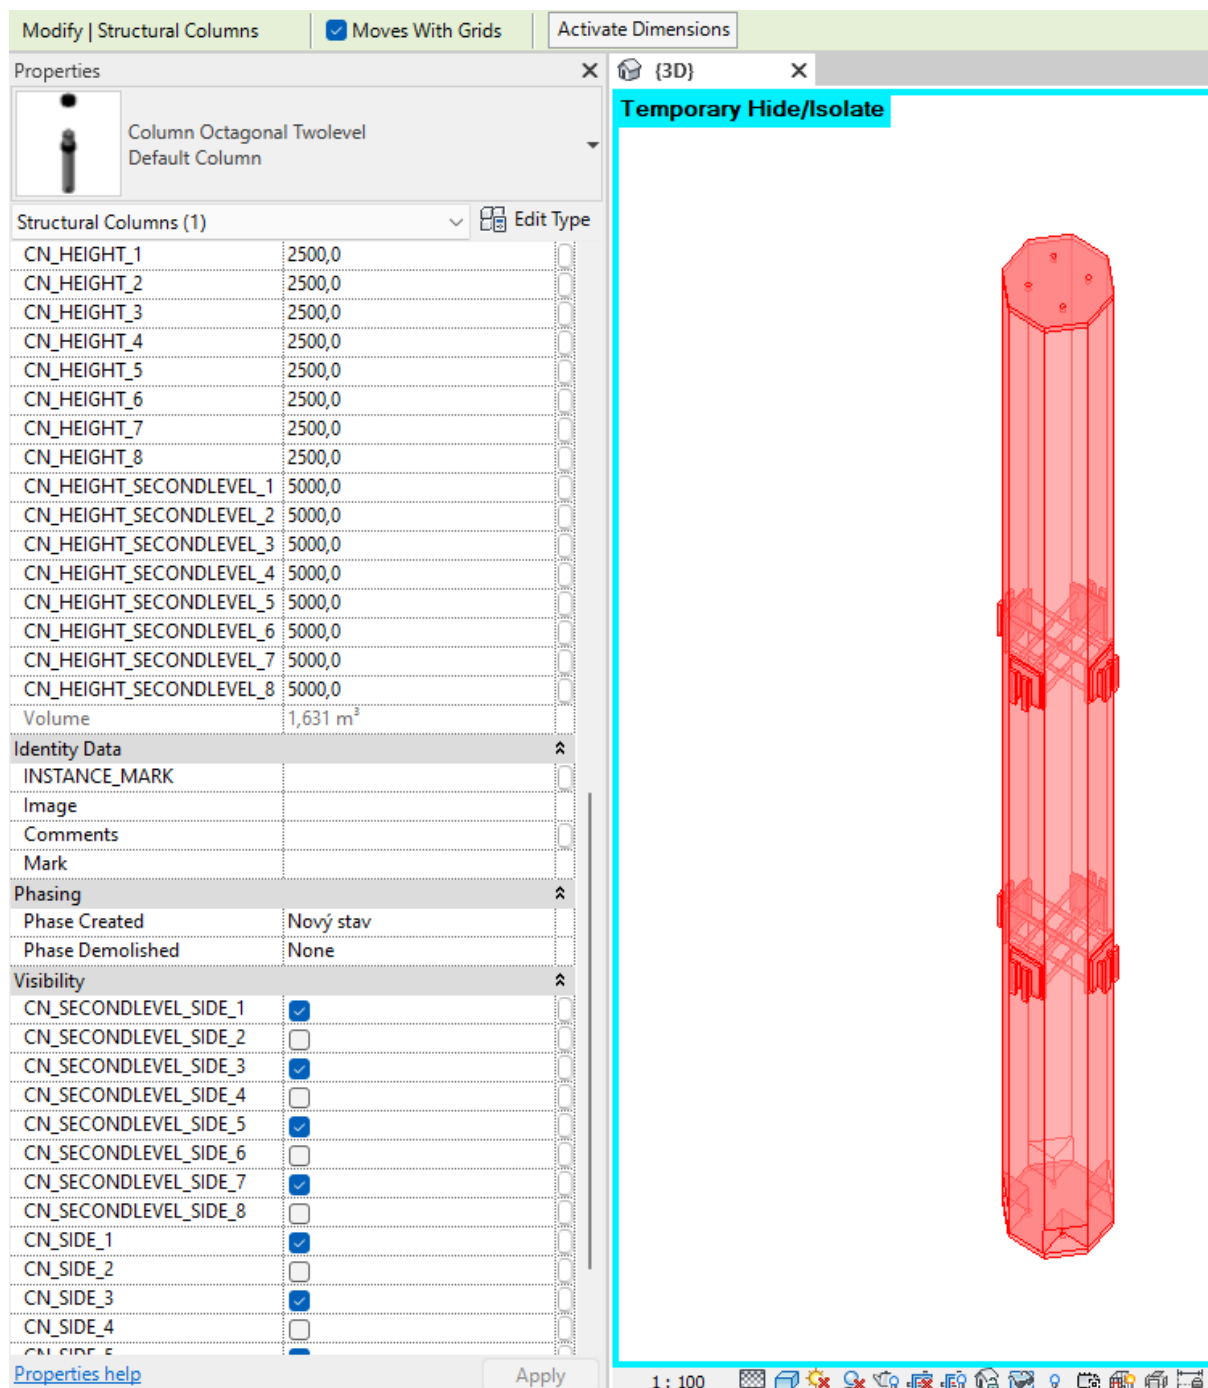 Modify | Structural Columns Moves With Grids Activate Dimensions
Properties
{3D}
Temporary Hide/Isolate
Column Octagonal Twolevel
Default Column
Structural Columns (1) Edit Type
CN_HEIGHT_1 2500,0
CN_HEIGHT_2 2500,0
CN_HEIGHT_3 2500,0
CN_HEIGHT_4 2500,0
CN_HEIGHT_5 2500,0
CN_HEIGHT_6 2500,0
CN_HEIGHT_7 2500,0
CN_HEIGHT_8 2500,0
CN_HEIGHT_SECONDLEVEL_1 5000,0
CN_HEIGHT_SECONDLEVEL_2 5000,0
CN_HEIGHT_SECONDLEVEL_3 5000,0
CN_HEIGHT_SECONDLEVEL_4 5000,0
CN_HEIGHT_SECONDLEVEL_5 5000,0
CN_HEIGHT_SECONDLEVEL_6 5000,0
CN_HEIGHT_SECONDLEVEL_7 5000,0
CN_HEIGHT_SECONDLEVEL_8 5000,0
Volume 1,631 m³
Identity Data
INSTANCE_MARK
Image
Comments
Mark
Phasing
Phase Created Nový stav
Phase Demolished None
Visibility
CN_SECONDLEVEL_SIDE_1
CN_SECONDLEVEL_SIDE_2
CN_SECONDLEVEL_SIDE_3
CN_SECONDLEVEL_SIDE_4
CN_SECONDLEVEL_SIDE_5
CN_SECONDLEVEL_SIDE_6
CN_SECONDLEVEL_SIDE_7
CN_SECONDLEVEL_SIDE_8
CN_SIDE_1
CN_SIDE_2
CN_SIDE_3
CN_SIDE_4
CN_SIDE_5
Properties help Apply
1 : 100